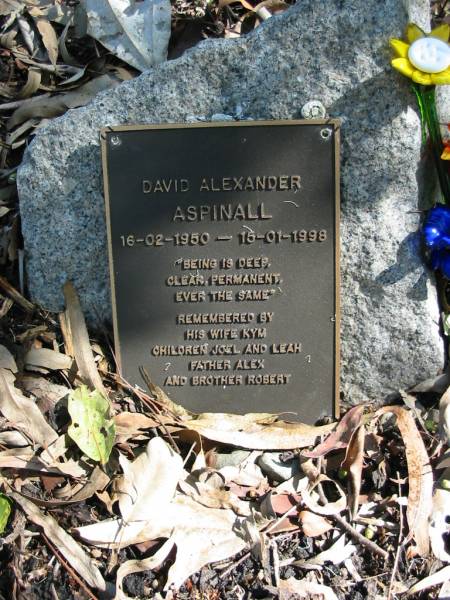 DAVID ALEXANDER
ASPINALL
16-02-1950 — 15-01-1998
"BEING IS DEEP,
CLEAR, PERMANENT,
EVER THE SAME"
REMEMBERED BY
HIS WIFE KYM
CHILDREN JOEL AND LEAH
FATHER ALEX
AND BROTHER ROBERT